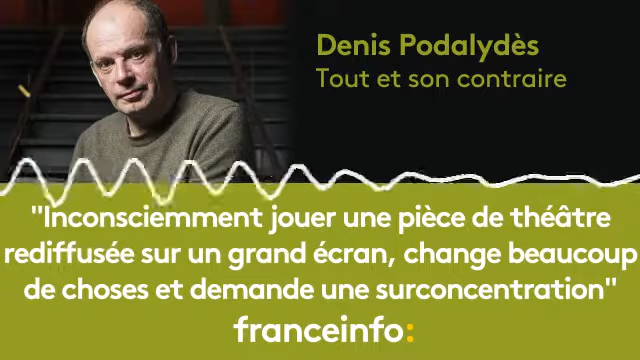 Denis Podalydès
Tout et son contraire
"Inconsciemment jouer une pièce de théâtre
rediffusée sur un grand écran, change beaucoup
de choses et demande une surconcentration"
franceinfo: